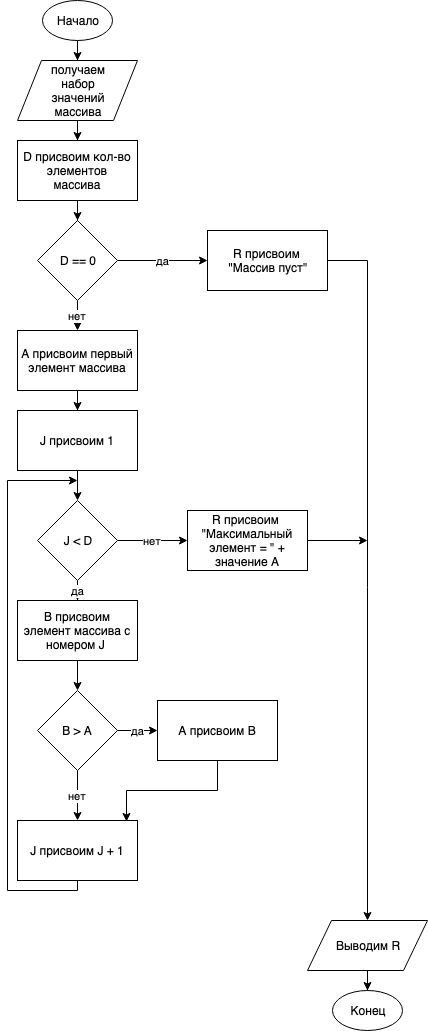 Начало
получаем
набор
значений
массива
D присвоим кол-во
элементов
массива
D == 0
да
R присвоим
"Массив пуст"
нет
А присвоим первый
элемент массива
J присвоим 1
J < D
нет
R присвоим
"Максимальный
элемент = " +
значение А
да
В присвоим
элемент массива с
номером J
В > А
да
А присвоим В
нет
J присвоим J + 1
Выводим R
Конец